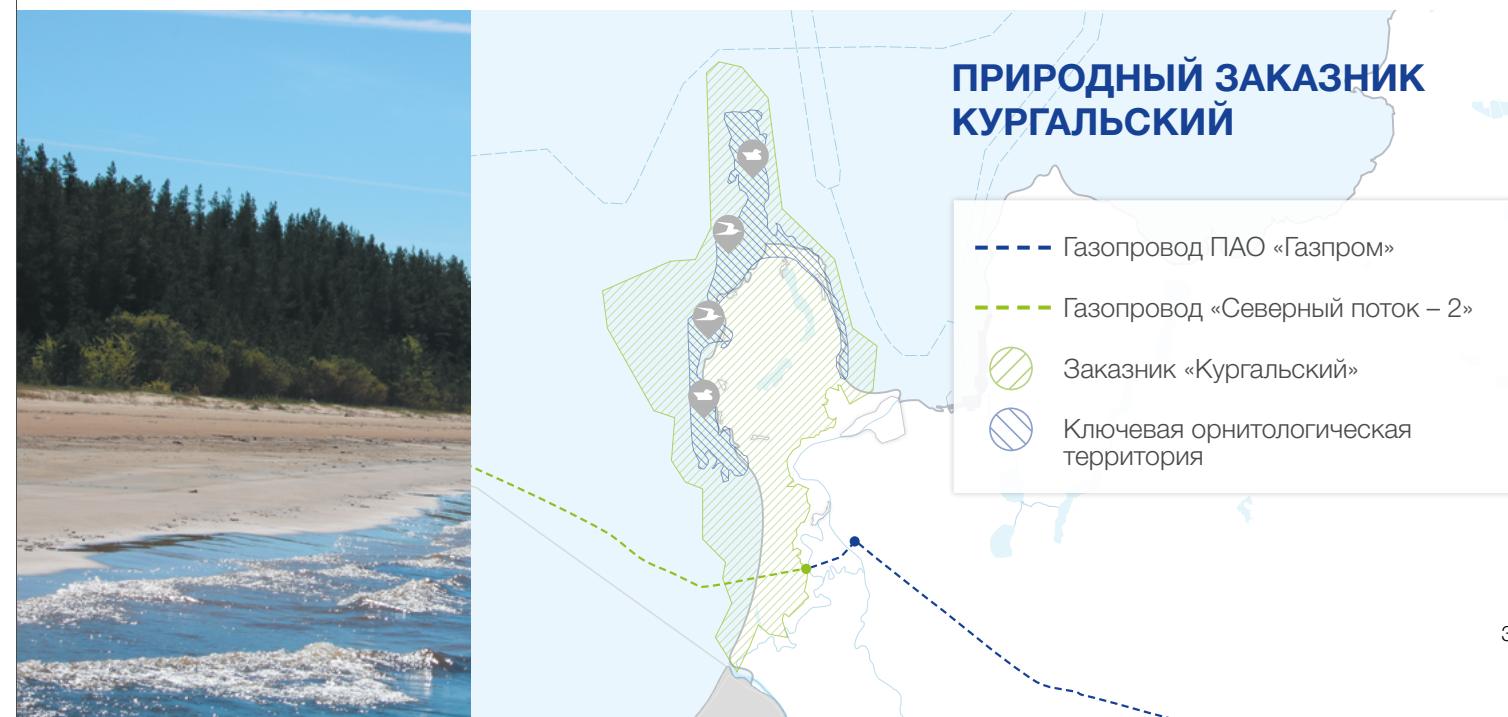 ПРИРОДНЫЙ ЗАКАЗНИК
КУРГАЛЬСКИЙ
Газопровод ПАО «Газпром»
Газопровод «Северный поток – 2»
Заказник «Кургальский»
Ключевая орнитологическая
территория